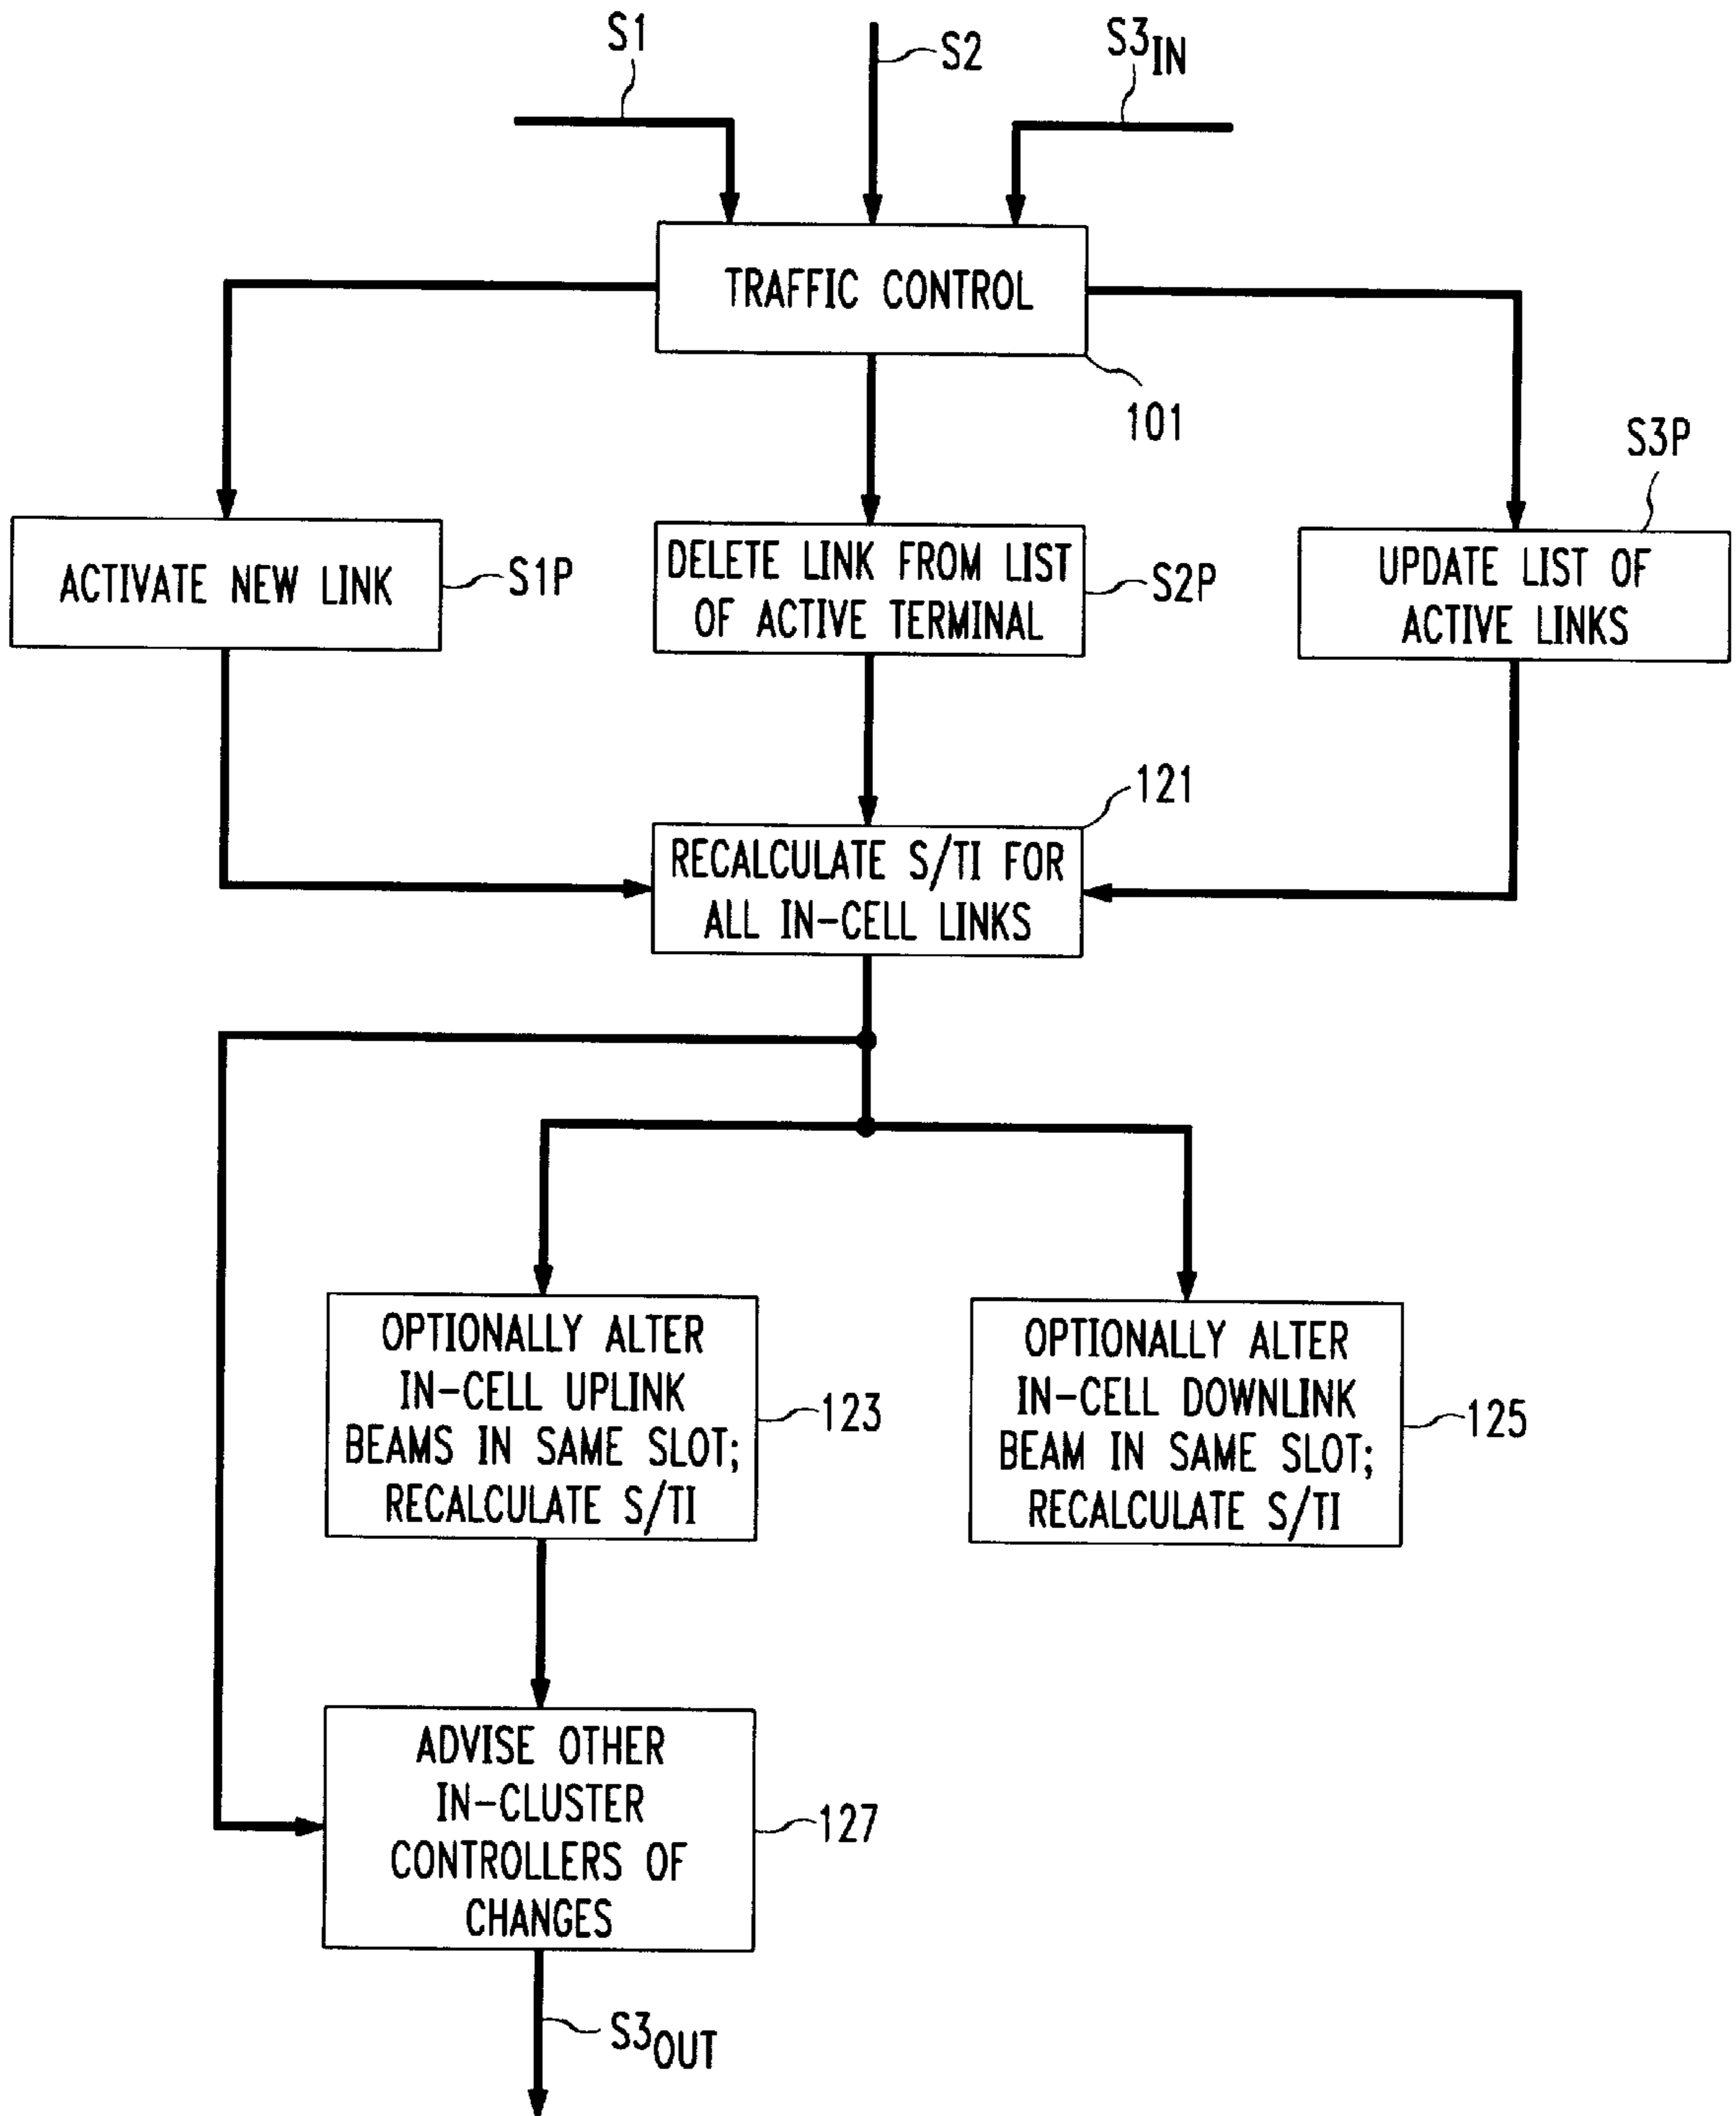 S1
S2
S3IN
TRAFFIC CONTROL
101
S3P
ACTIVATE NEW LINK
S1P
DELETE LINK FROM LIST
OF ACTIVE TERMINAL
S2P
UPDATE LIST OF
ACTIVE LINKS
121
RECALCULATE S/TI FOR
ALL IN-CELL LINKS
OPTIONALLY ALTER
IN-CELL UPLINK
BEAMS IN SAME SLOT;
RECALCULATE S/TI
123
OPTIONALLY ALTER
IN-CELL DOWNLINK
BEAM IN SAME SLOT;
RECALCULATE S/TI
125
ADVISE OTHER
IN-CLUSTER
CONTROLLERS OF
CHANGES
127
S3OUT